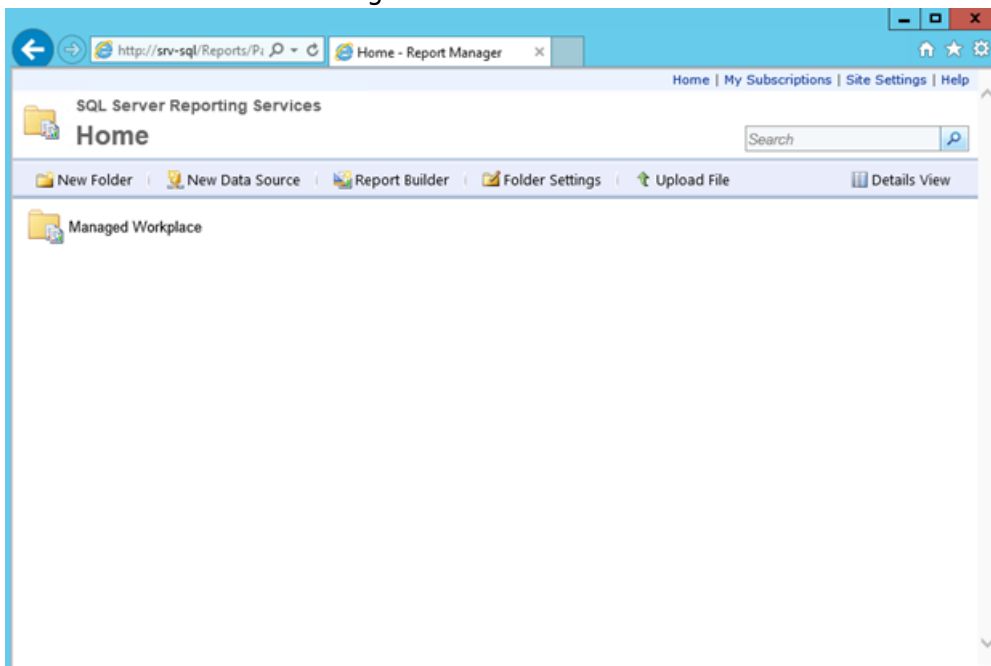 http://srv-sql/Reports/Pa
Home - Report Manager
Home | My Subscriptions | Site Settings | Help
SQL Server Reporting Services
Home
Search
New Folder
New Data Source
Report Builder
Folder Settings
Upload File
Details View
Managed Workplace